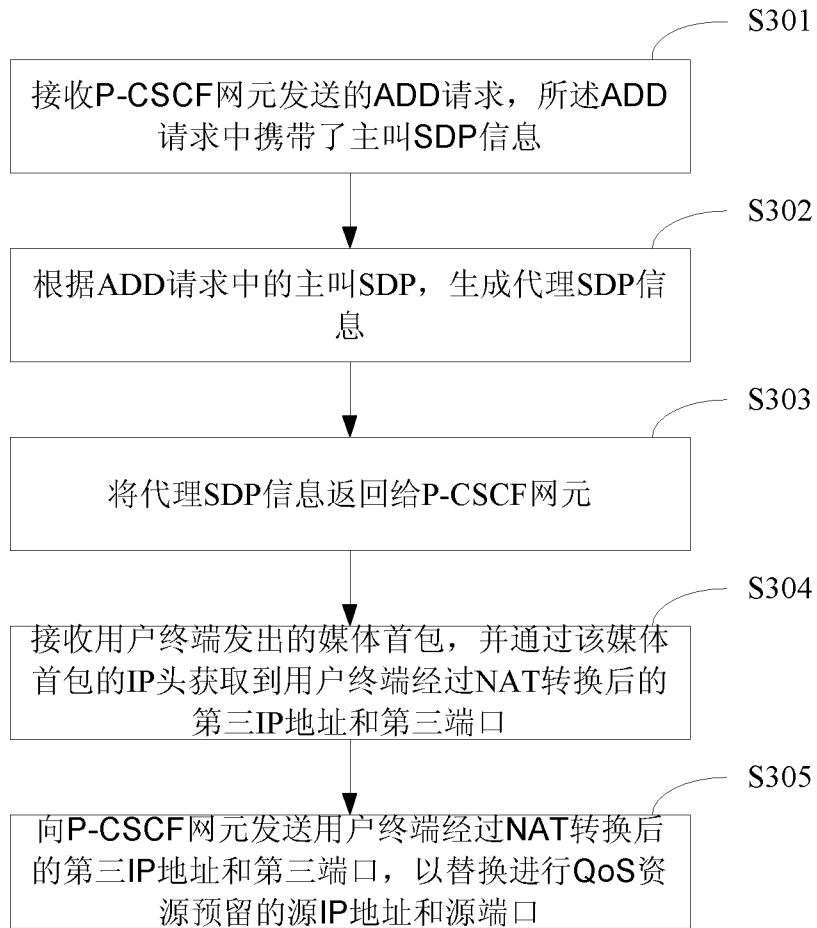 S301
接收P-CSCF网元发送的ADD请求，所述ADD
请求中携带了主叫SDP信息
S302
根据ADD请求中的主叫SDP，生成代理SDP信
息
S303
将代理SDP信息返回给P-CSCF网元
S304
接收用户终端发出的媒体首包，并通过该媒体
首包的IP头获取到用户终端经过NAT转换后的
第三IP地址和第三端口
S305
向P-CSCF网元发送用户终端经过NAT转换后
的第三IP地址和第三端口，以替换进行QoS资
源预留的源IP地址和源端口